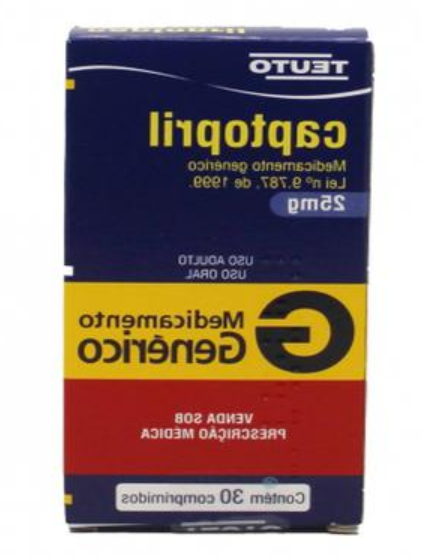 TEUTO
captopril
Medicamento genérico
Lei nº 9.787, de 1999.
25mg
USO ADULTO
USO ORAL
G Medicamento
Genérico
VENDA SOB
PRESCRIÇÃO MÉDICA
Contém 30 comprimidos